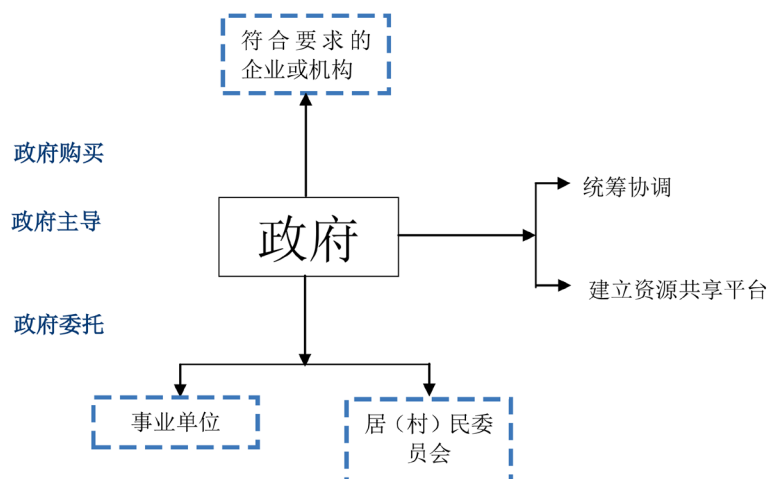 符合要求的
企业或机构
政府购买
统筹协调
政府主导
政府
建立资源共享平台
政府委托
事业单位
居（村）民委
员会